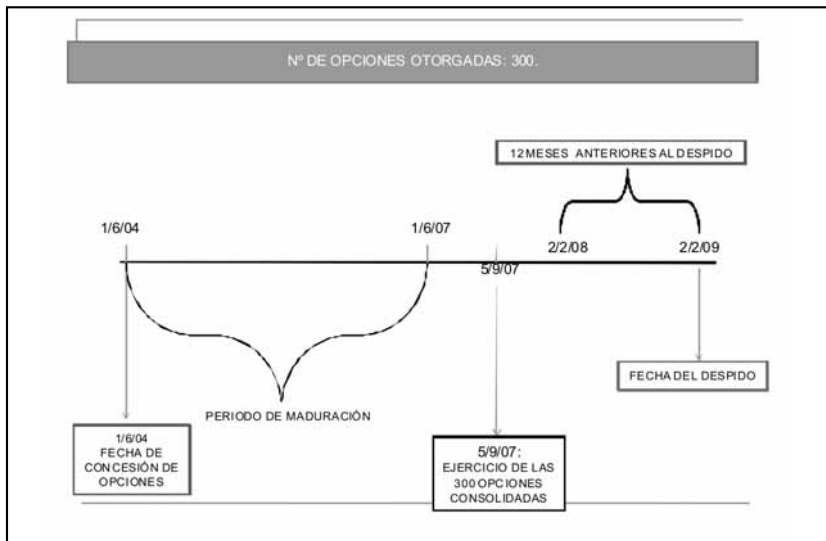 Nº DE OPCIONES OTORGADAS: 300.
12 MESES ANTERIORES AL DESPIDO
1/6/04
1/6/07
2/2/08
2/2/09
5/9/07
FECHA DEL DESPIDO
PERIODO DE MADURACIÓN
1/6/04
FECHA DE
CONCESIÓN DE
OPCIONES
5/9/07:
EJERCICIO DE LAS
300 OPCIONES
CONSOLIDADAS